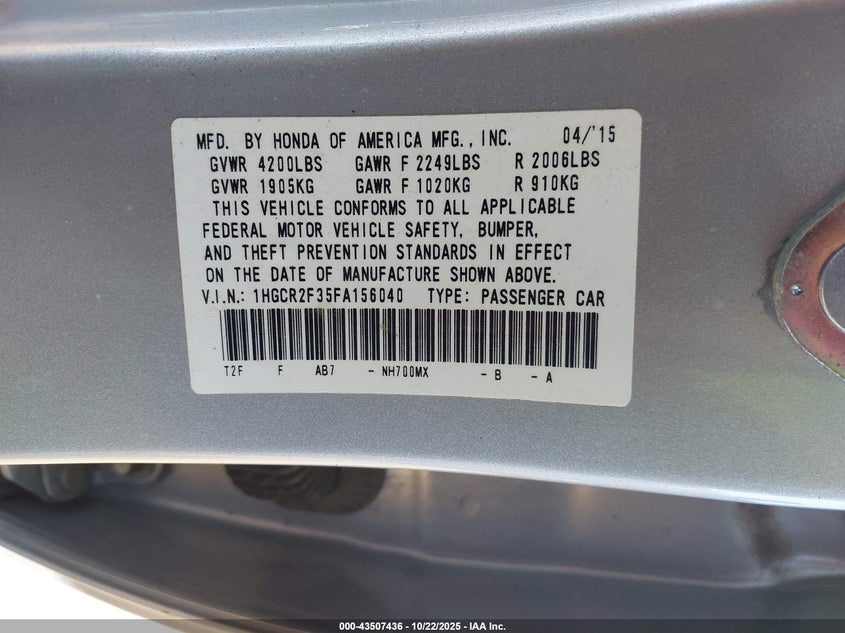 MFD. BY HONDA OF AMERICA MFG., INC. 04/'15
GVWR 4200LBS GAWR F 2249LBS R 2006LBS
GVWR 1905KG GAWR F 1020KG R 910KG
THIS VEHICLE CONFORMS TO ALL APPLICABLE
FEDERAL MOTOR VEHICLE SAFETY, BUMPER,
AND THEFT PREVENTION STANDARDS IN EFFECT
ON THE DATE OF MANUFACTURE SHOWN ABOVE.
V.I.N.: 1HGCR2F35FA156040 TYPE: PASSENGER CAR
T2F F AB7 - NH700MX - B - A
000-43507436 - 10/22/2025 - IAA Inc.